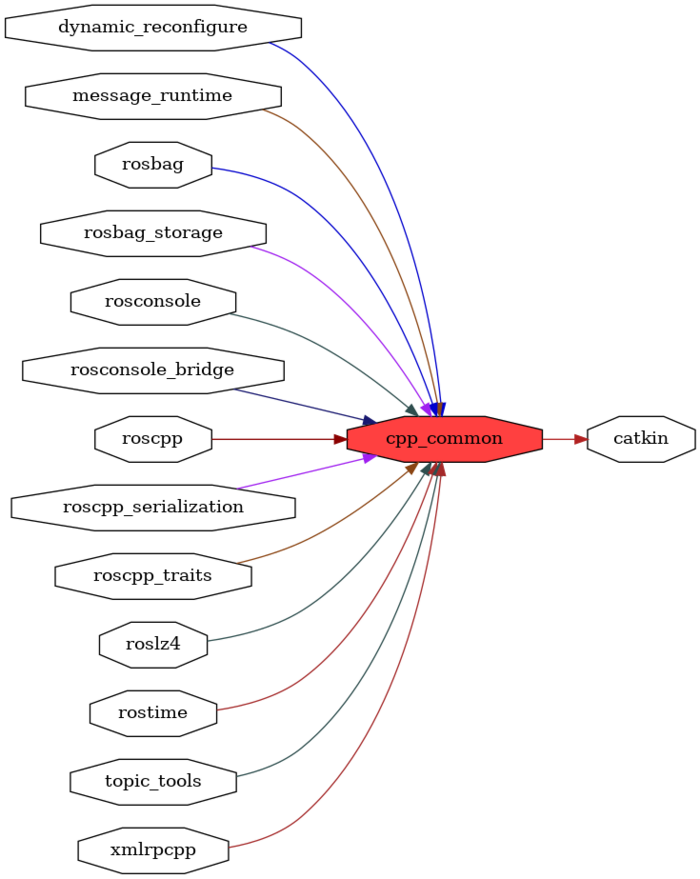 dynamic_reconfigure
message_runtime
rosbag
rosbag_storage
rosconsole
rosconsole_bridge
roscpp
cpp_common
catkin
roscpp_serialization
roscpp_traits
roslz4
rostime
topic_tools
xmlrpcpp